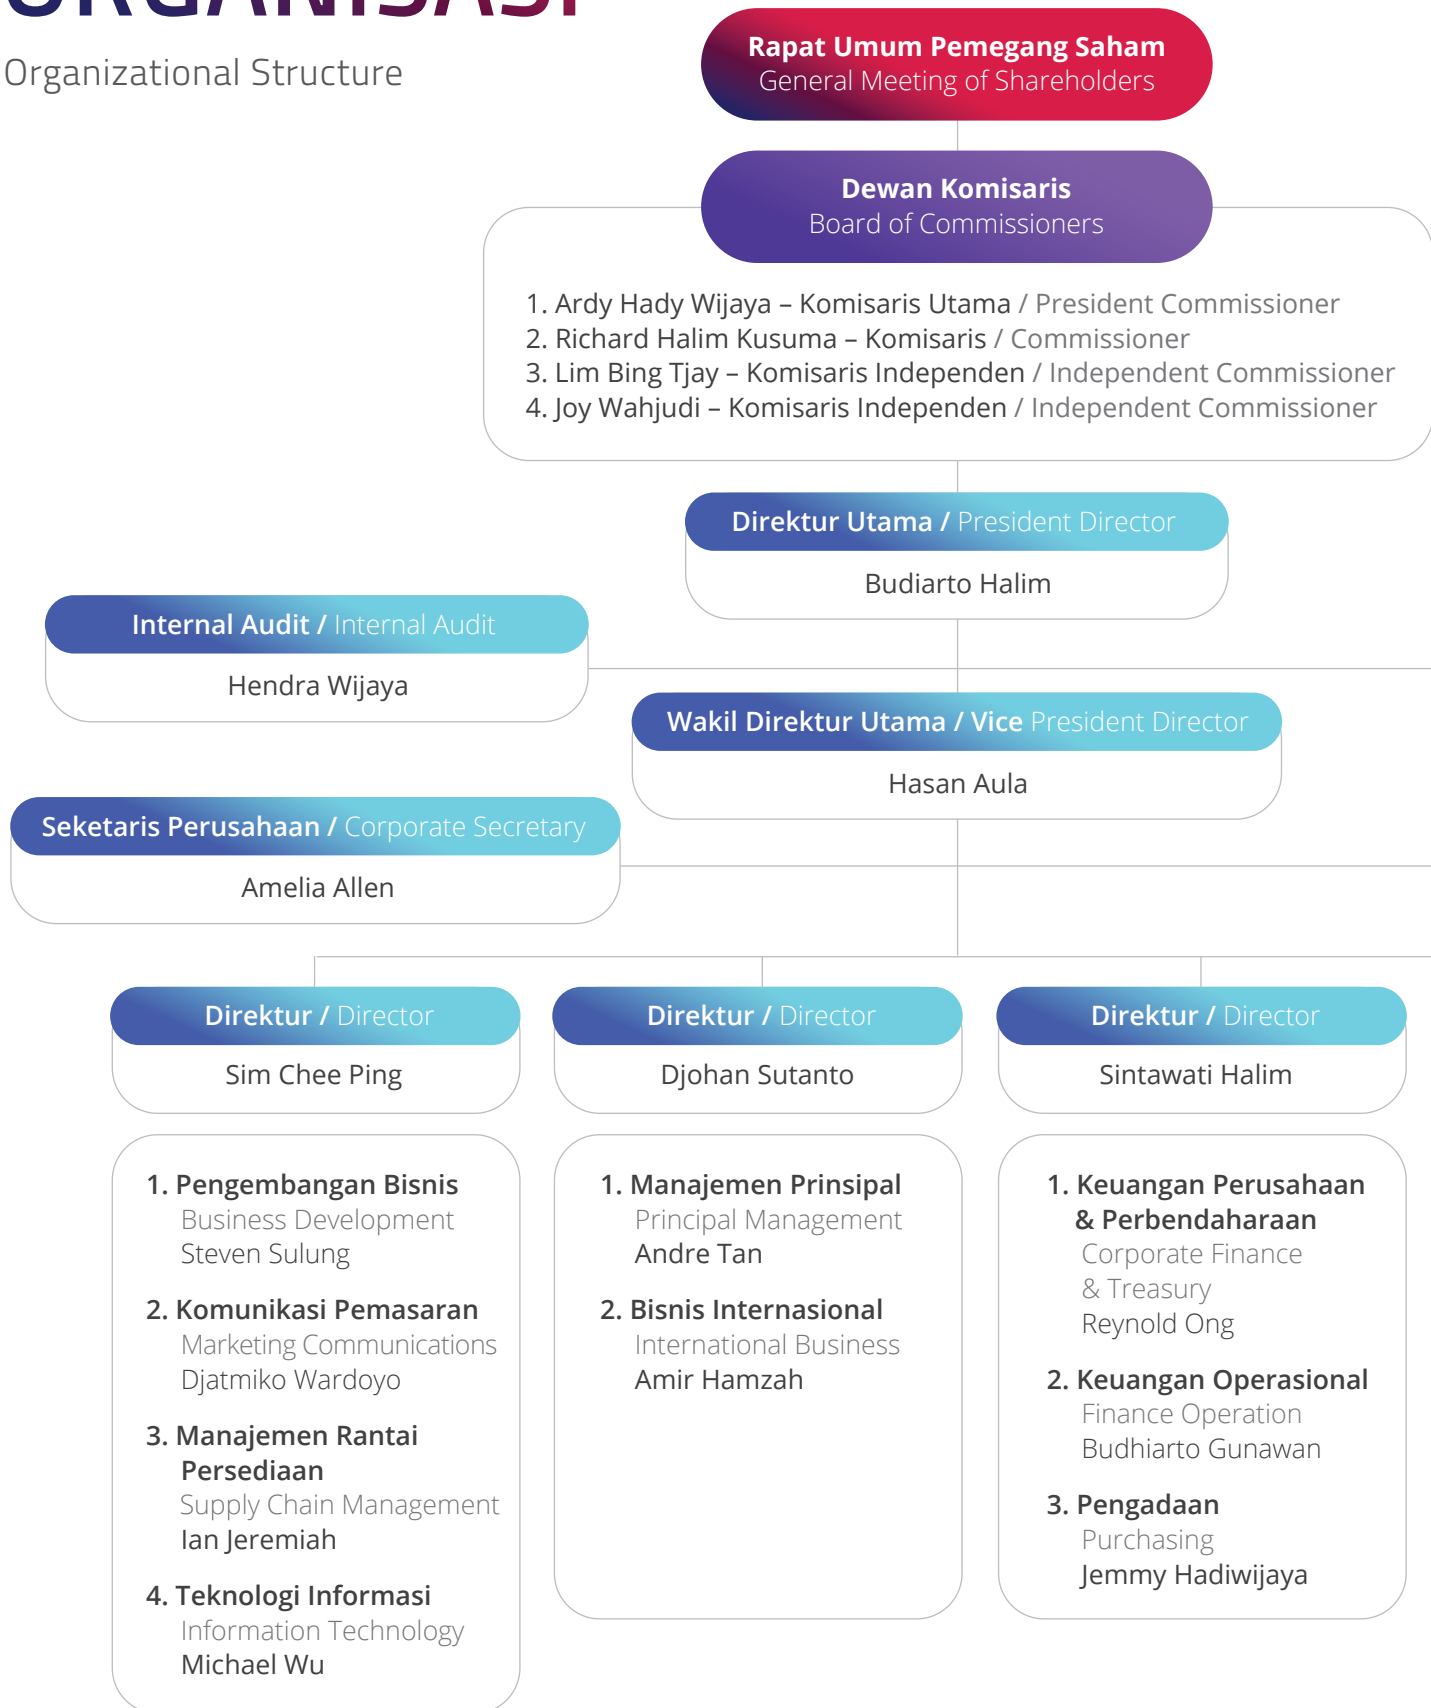 ORGANISASI
Organizational Structure
Rapat Umum Pemegang Saham
General Meeting of Shareholders
Dewan Komisaris
Board of Commissioners
1. Ardy Hady Wijaya – Komisaris Utama / President Commissioner
2. Richard Halim Kusuma – Komisaris / Commissioner
3. Lim Bing Tjay – Komisaris Independen / Independent Commissioner
4. Joy Wahjudi – Komisaris Independen / Independent Commissioner
Direktur Utama / President Director
Budiarto Halim
Internal Audit / Internal Audit
Hendra Wijaya
Wakil Direktur Utama / Vice President Director
Hasan Aula
Seketaris Perusahaan / Corporate Secretary
Amelia Allen
Direktur / Director
Sim Chee Ping
1. Pengembangan Bisnis
Business Development
Steven Sulung
2. Komunikasi Pemasaran
Marketing Communications
Djatmiko Wardoyo
3. Manajemen Rantai
Persediaan
Supply Chain Management
Ian Jeremiah
4. Teknologi Informasi
Information Technology
Michael Wu
Direktur / Director
Djohan Sutanto
1. Manajemen Prinsipal
Principal Management
Andre Tan
2. Bisnis Internasional
International Business
Amir Hamzah
Direktur / Director
Sintawati Halim
1. Keuangan Perusahaan
& Perbendaharaan
Corporate Finance
& Treasury
Reynold Ong
2. Keuangan Operasional
Finance Operation
Budhiarto Gunawan
3. Pengadaan
Purchasing
Jemmy Hadiwijaya